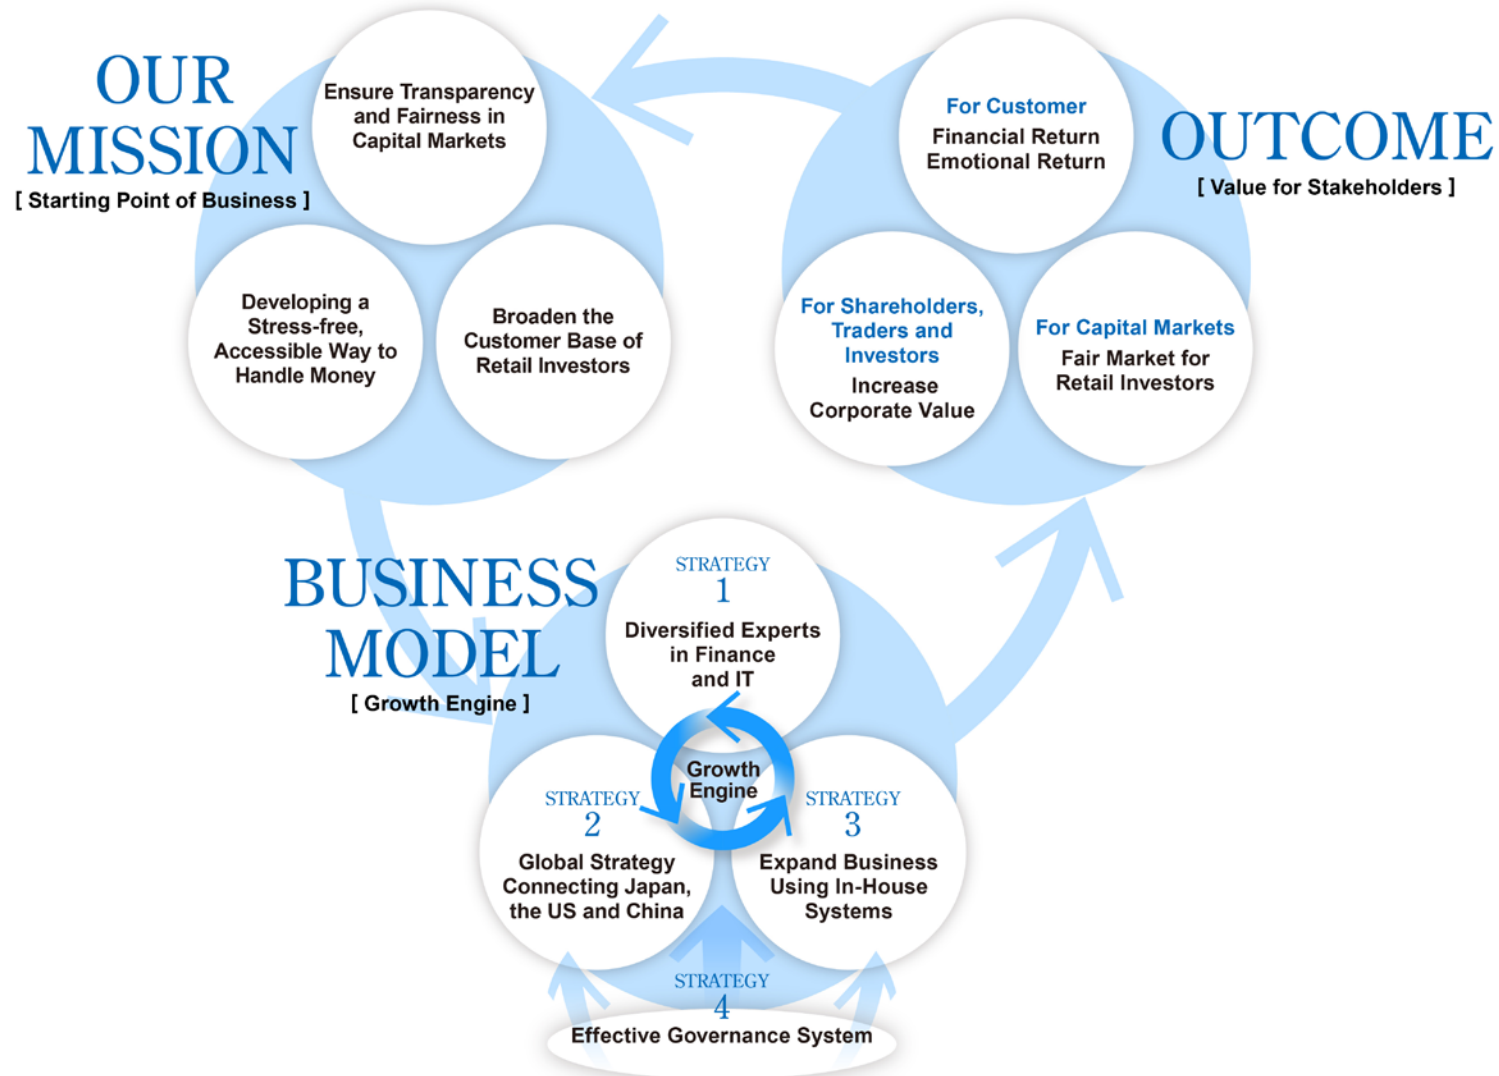 OUR
MISSION
[ Starting Point of Business ]
Ensure Transparency
and Fairness in
Capital Markets
Developing a
Stress-free,
Accessible Way to
Handle Money
Broaden the
Customer Base of
Retail Investors
OUTCOME
[ Value for Stakeholders ]
For Customer
Financial Return
Emotional Return
For Shareholders,
Traders and
Investors
Increase
Corporate Value
For Capital Markets
Fair Market for
Retail Investors
BUSINESS
MODEL
[ Growth Engine ]
STRATEGY
1
Diversified Experts
in Finance
and IT
Growth
Engine
STRATEGY
2
Global Strategy
Connecting Japan,
the US and China
STRATEGY
3
Expand Business
Using In-House
Systems
STRATEGY
4
Effective Governance System